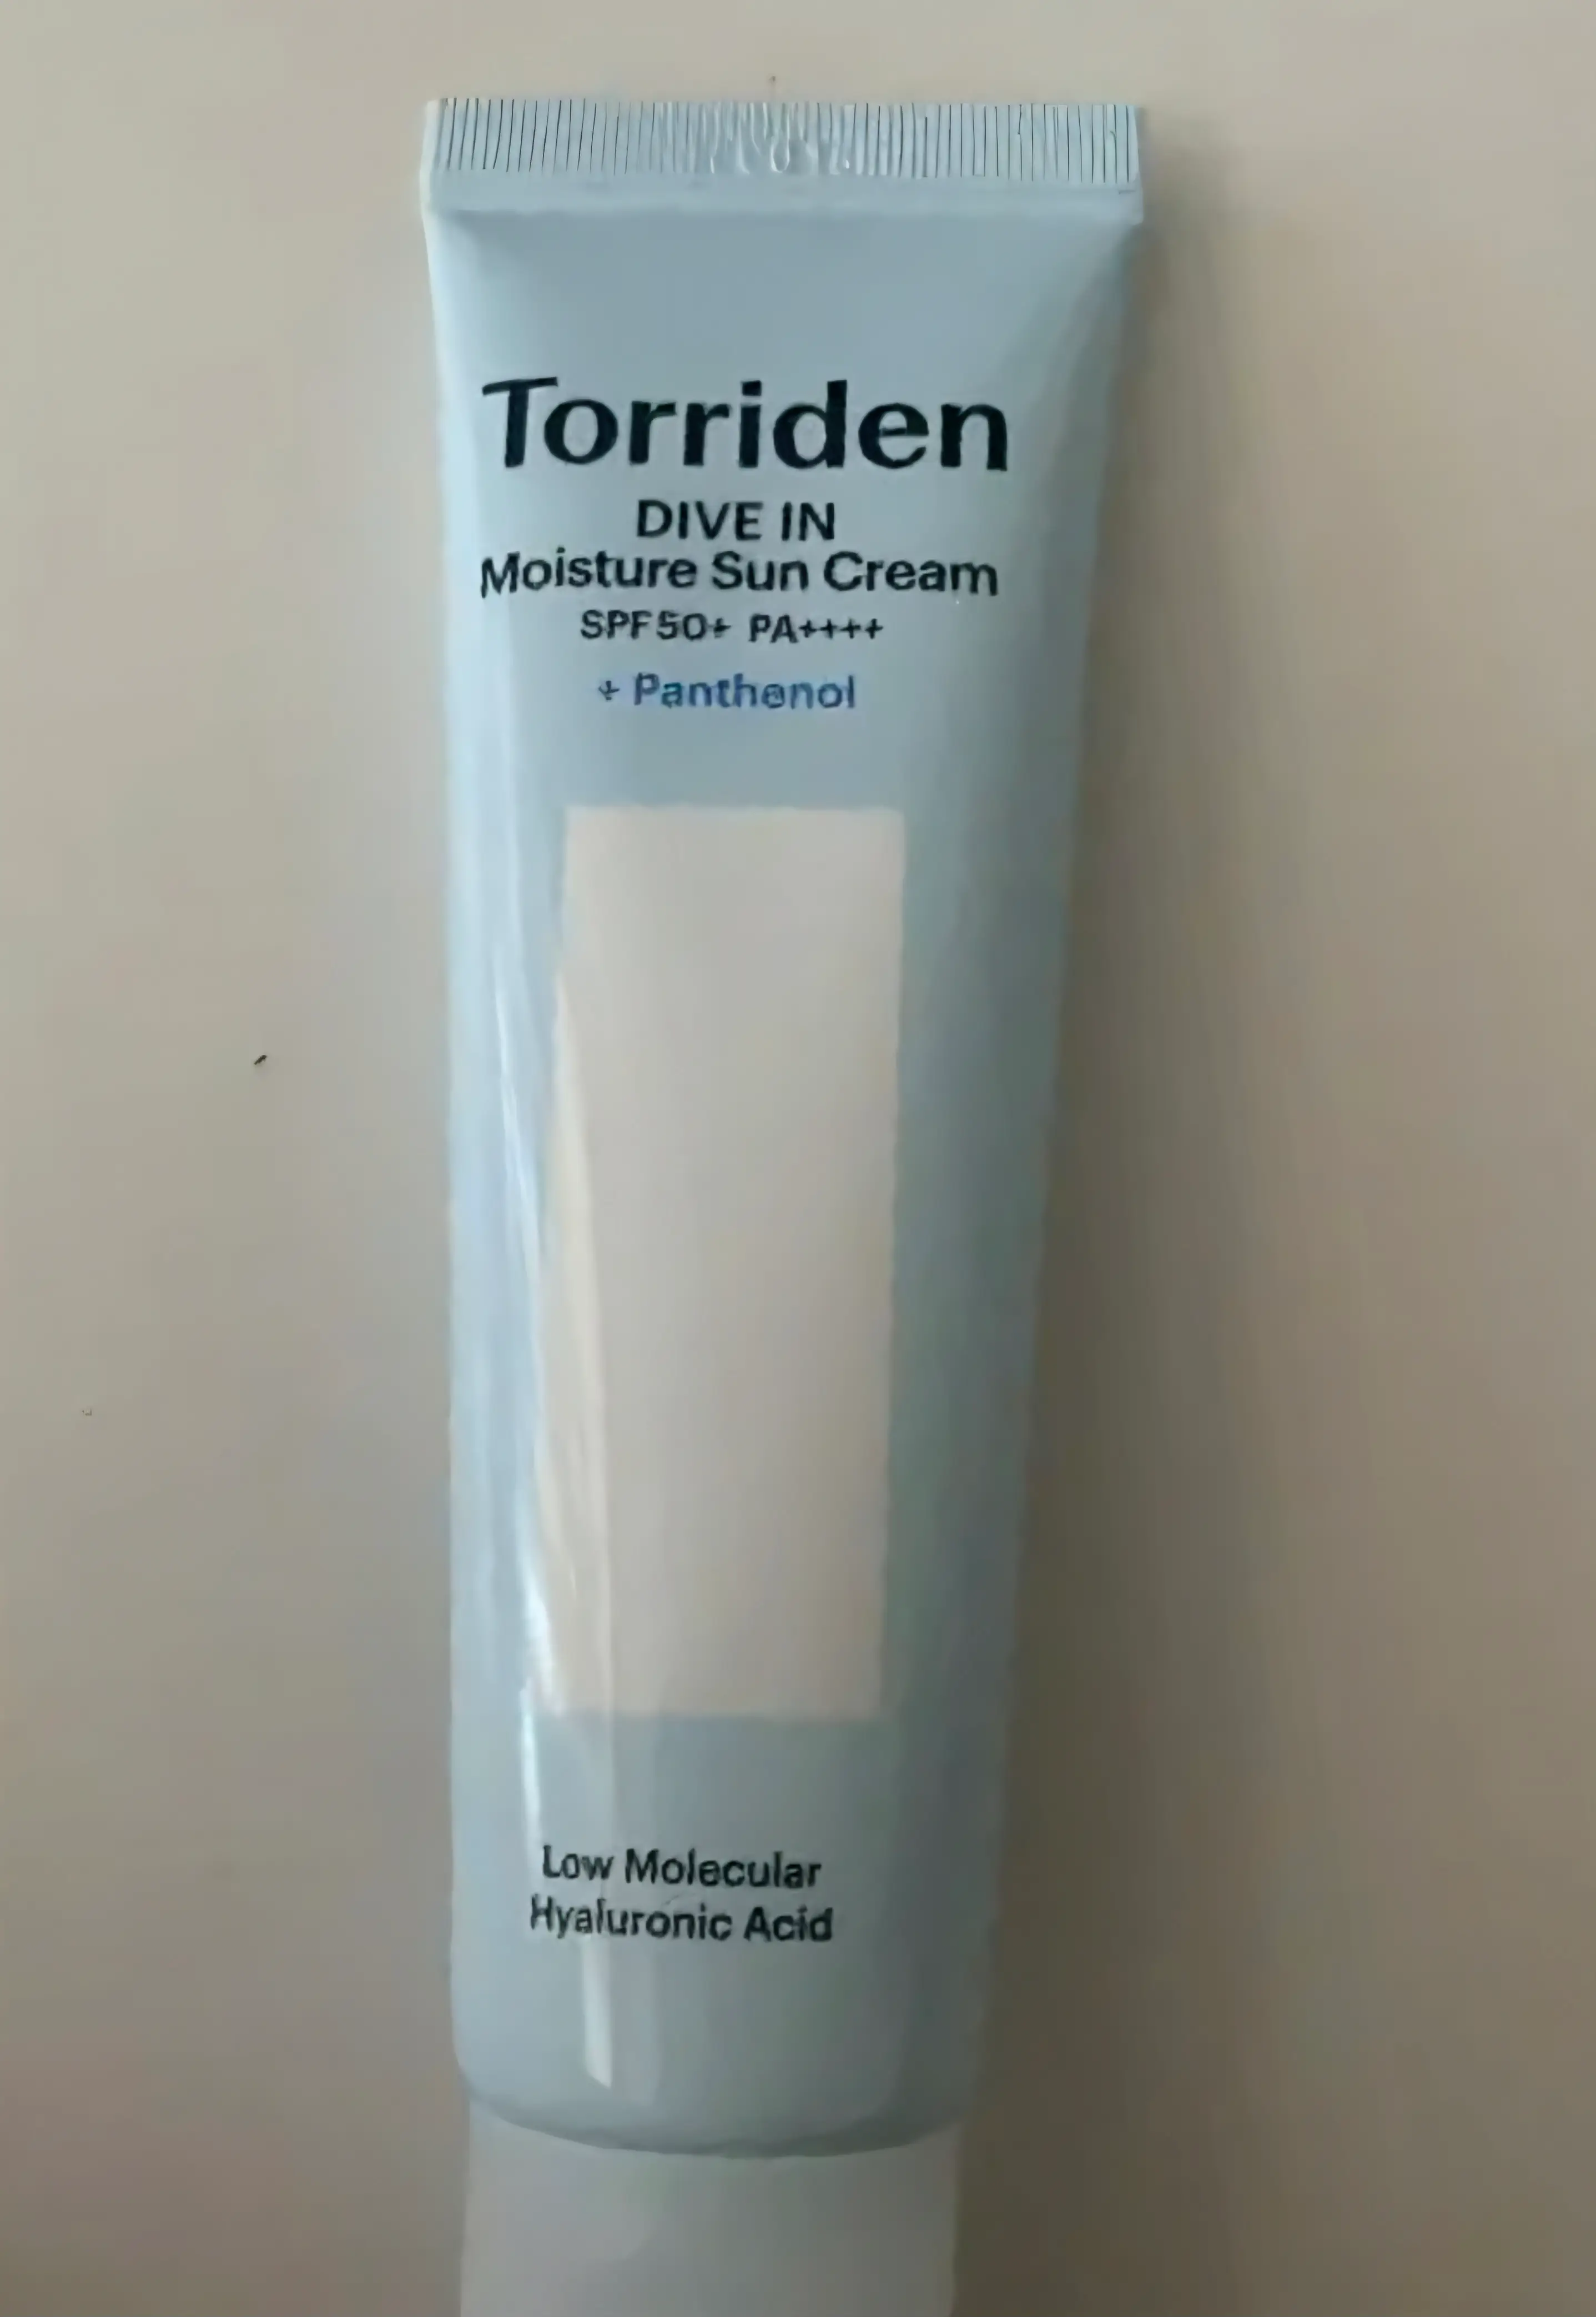 Torriden
DIVE IN
Moisture Sun Cream
SPF50+ PA++++
+ Panthenol
Low Molecular
Hyaluronic Acid